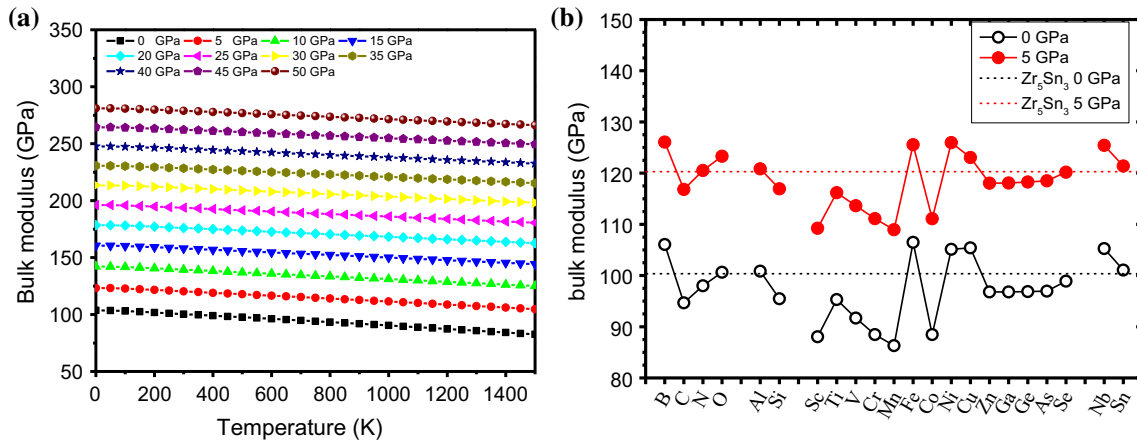 (a)
350
300
250
200
150
100
50
Bulk modulus (GPa)
0 GPa 5 GPa 10 GPa 15 GPa
20 GPa 25 GPa 30 GPa 35 GPa
40 GPa 45 GPa 50 GPa
0 200 400 600 800 1000 1200 1400
Temperature (K)
(b)
150
140
130
120
110
100
90
80
bulk modulus (GPa)
0 GPa
5 GPa
Zr5Sn3 0 GPa
Zr5Sn3 5 GPa
B C N O Al Si Sc Ti V Cr Mn Fe Co Ni Cu Zn Ga Ge As Se Nb Sn